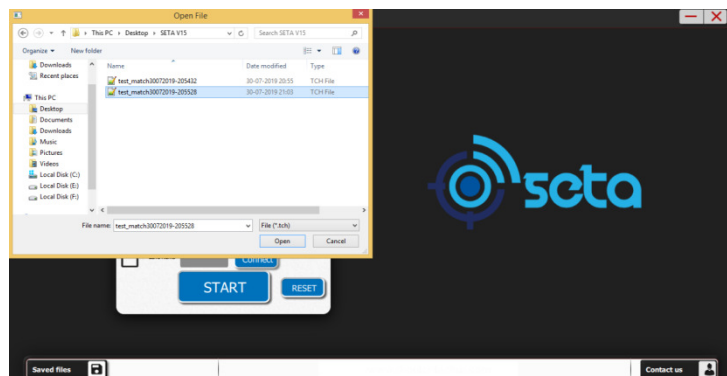 Open File
This PC › Desktop › SETA V15
Search SETA V15
Organize
New folder
Name
Date modified
Type
Downloads
Recent places
This PC
Desktop
Documents
Downloads
Music
Pictures
Videos
Local Disk (C:)
Local Disk (E:)
Local Disk (F:)
test_match30072019-205432
30-07-2019 20:55
TCH File
test_match30072019-205528
30-07-2019 21:03
TCH File
File name: test_match30072019-205528
File (*.tch)
Open
Cancel
seta
Connect
START
RESET
Saved files
Contact us